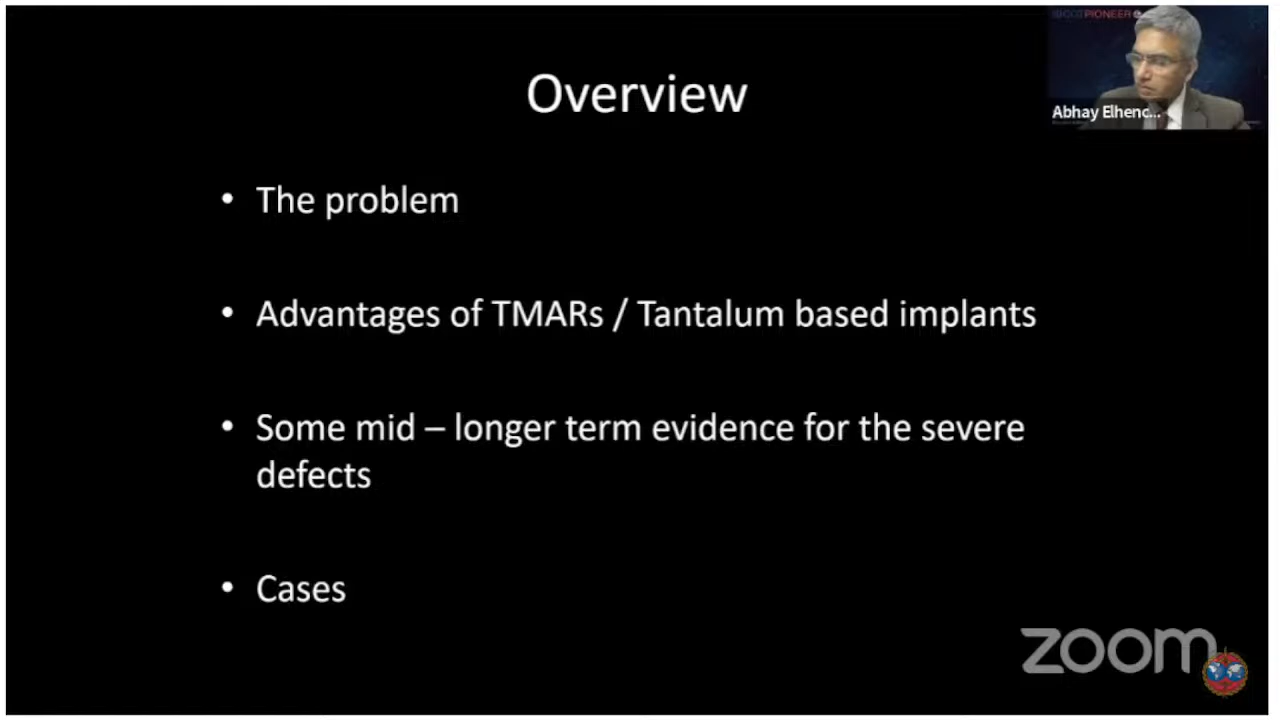 PIONEER
Overview
Abhay Elhenc...
• The problem
• Advantages of TMARs / Tantalum based implants
• Some mid – longer term evidence for the severe
defects
• Cases
zoom